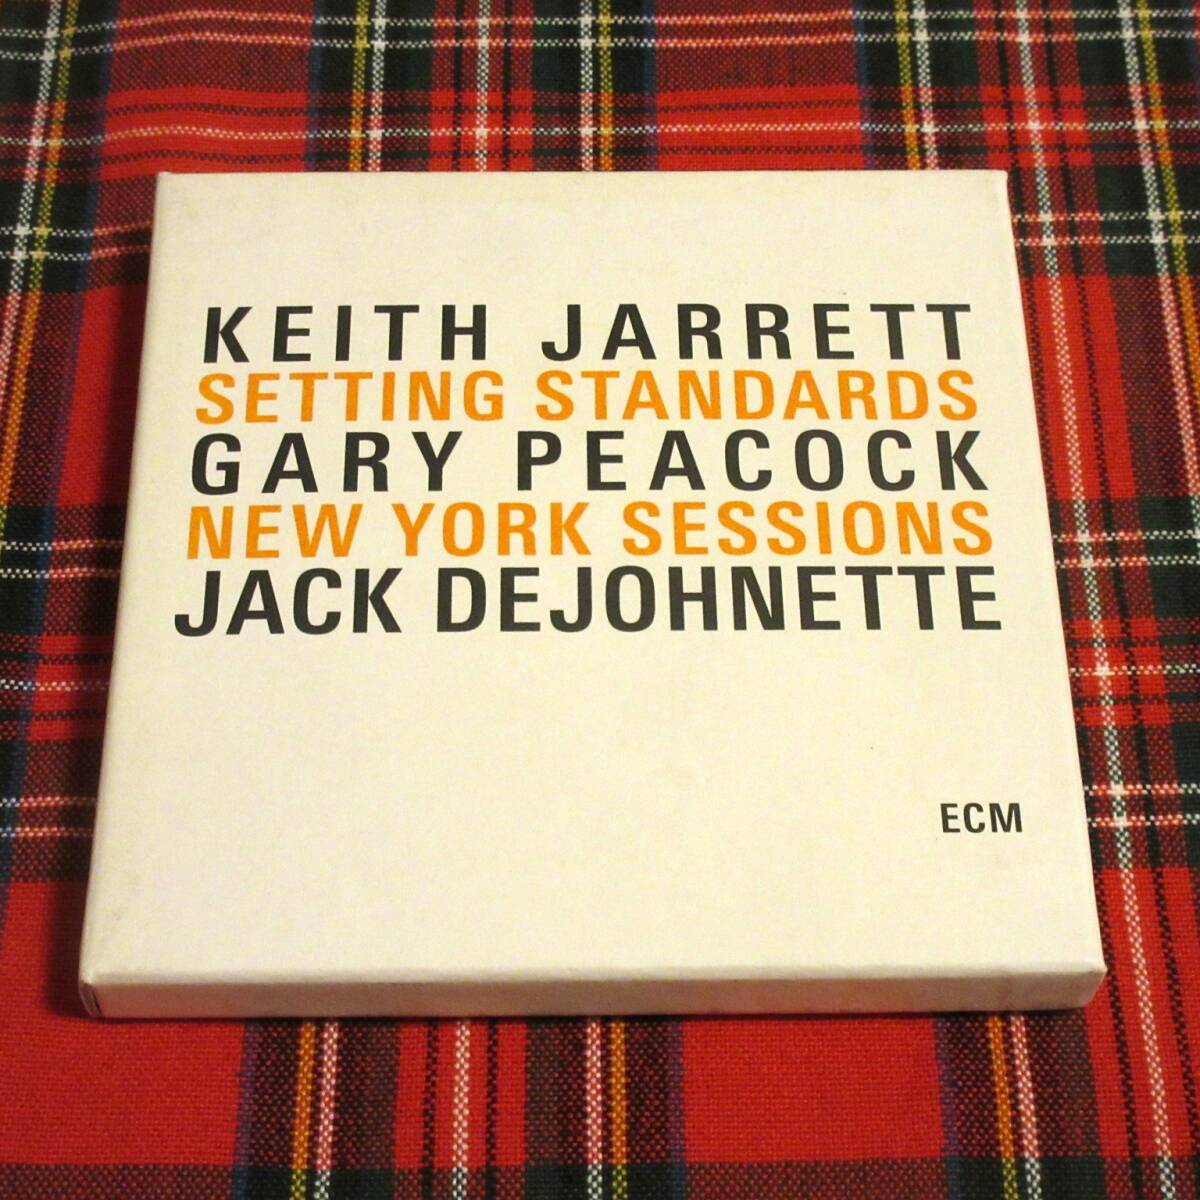 KEITH JARRETT
SETTING STANDARDS
GARY PEACOCK
NEW YORK SESSIONS
JACK DEJOHNETTE
ECM